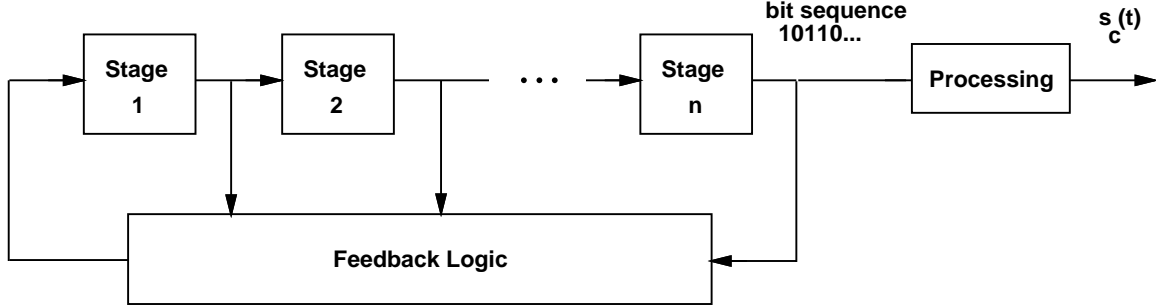 bit sequence
10110...
s (t)
c
Stage
1
Stage
2
...
Stage
n
Processing
Feedback Logic